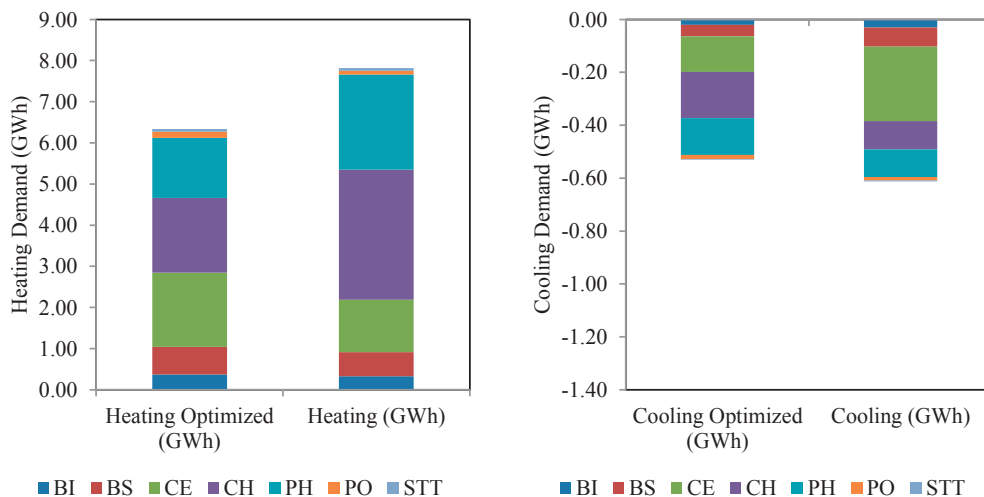 9.00
8.00
7.00
6.00
5.00
4.00
3.00
2.00
1.00
0.00
Heating Demand (GWh)
Heating Optimized
(GWh)
Heating (GWh)
BI BS CE CH PH PO STT
0.00
-0.20
-0.40
-0.60
-0.80
-1.00
-1.20
-1.40
Cooling Demand (GWh)
Cooling Optimized
(GWh)
Cooling (GWh)
BI BS CE CH PH PO STT